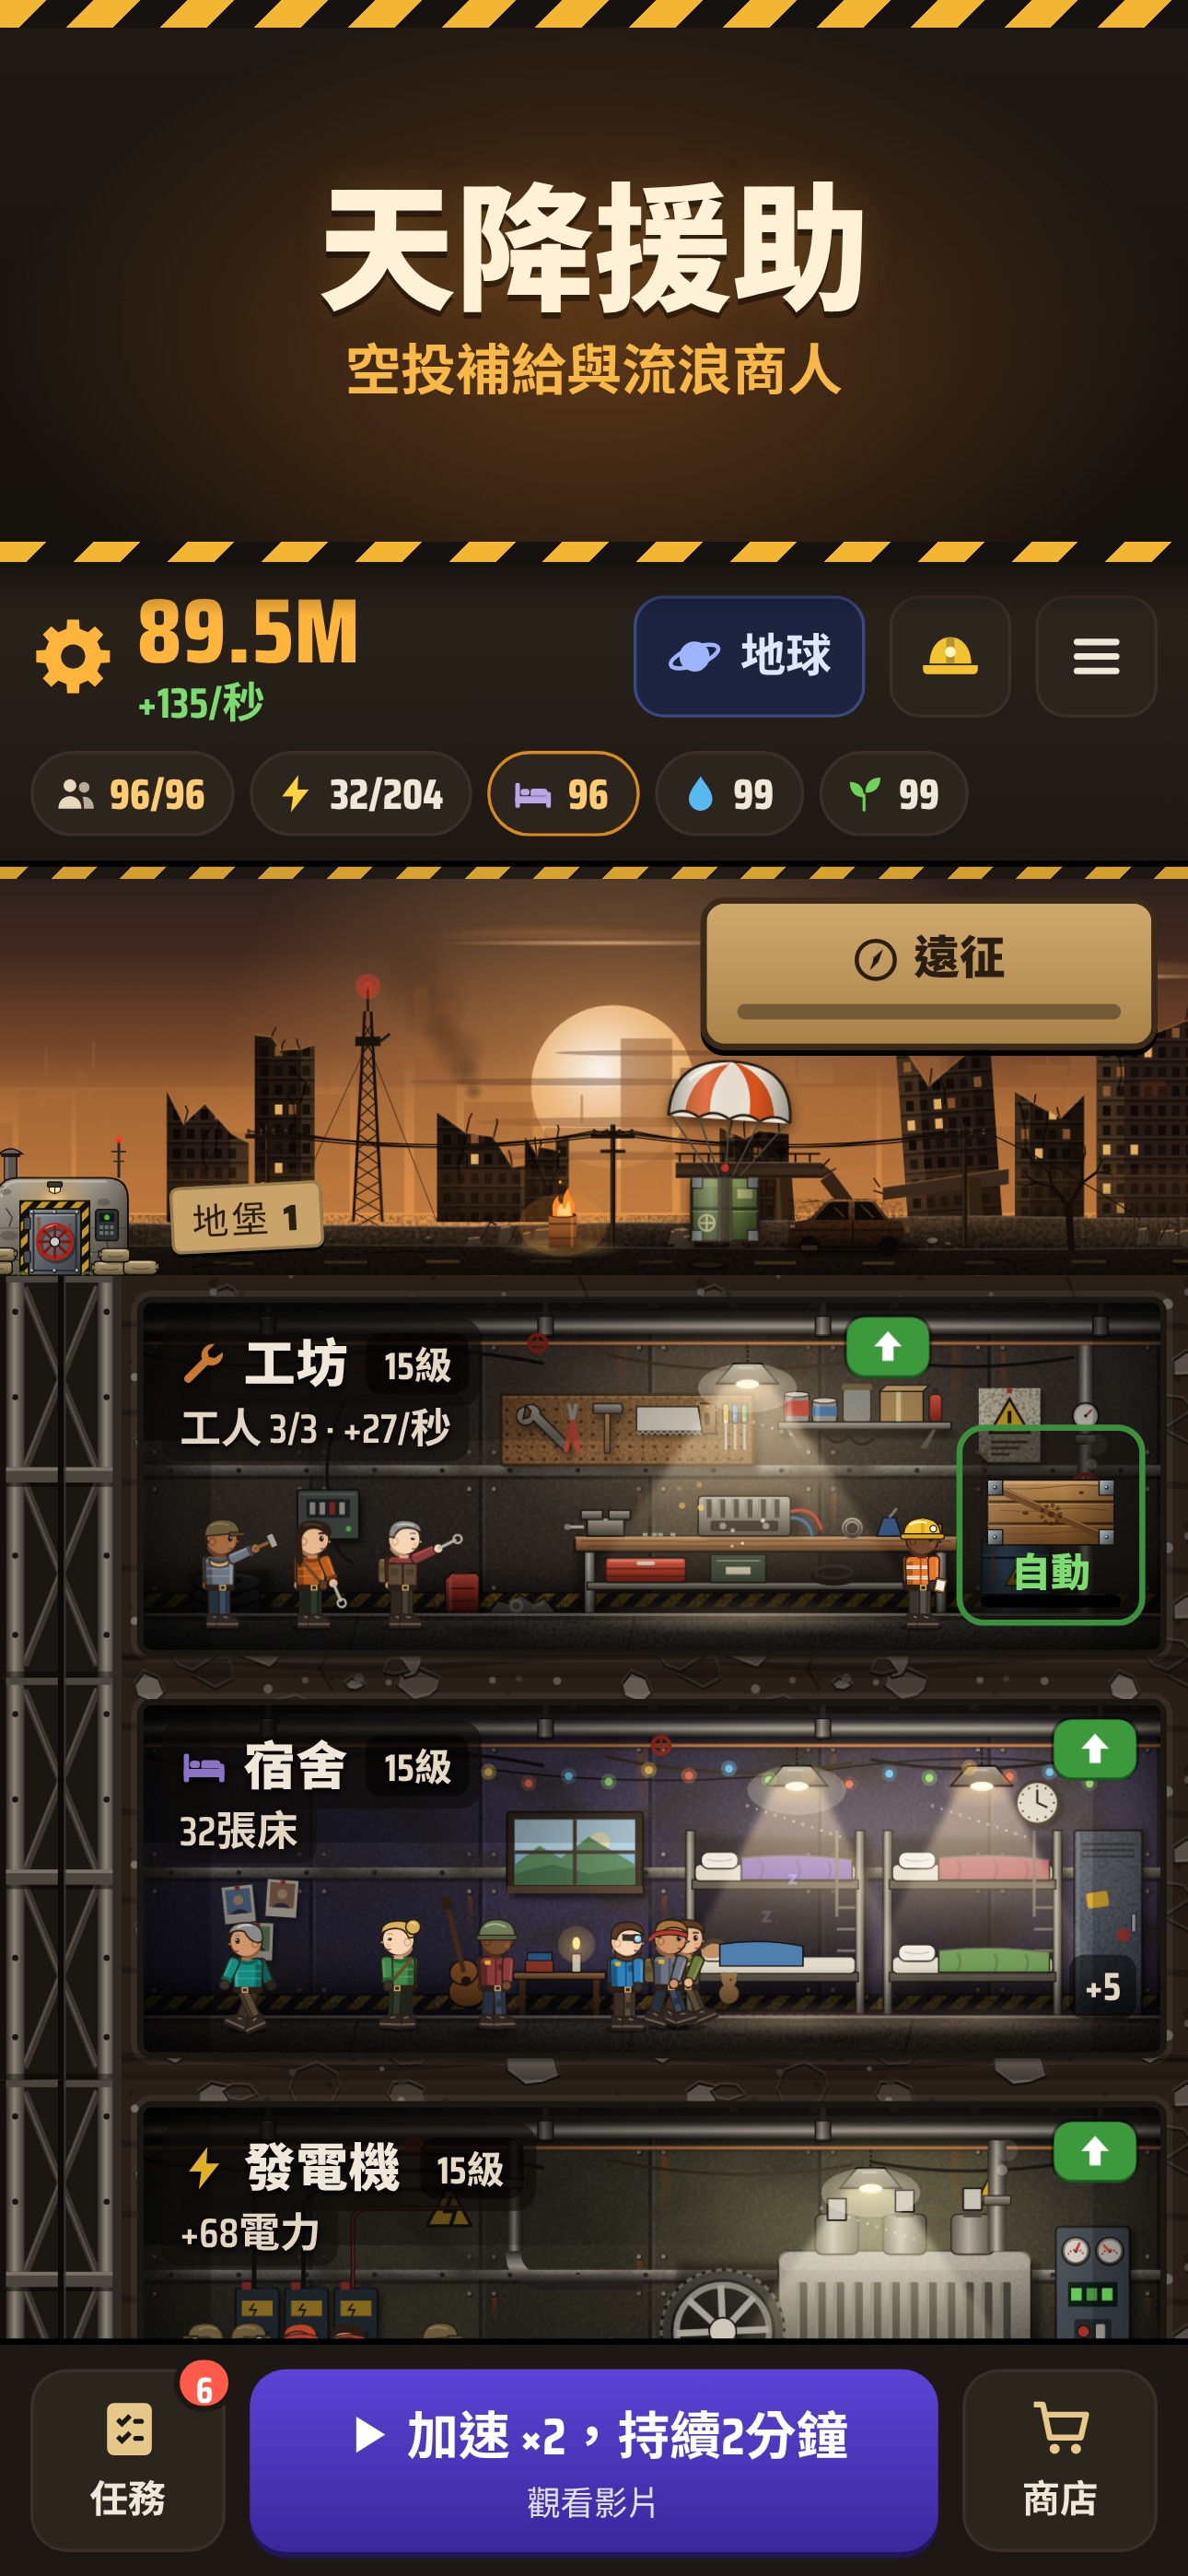 天降援助
空投補給與流浪商人
89.5M
+135/秒
地球
96/96
32/204
96
99
99
遠征
地堡 1
工坊 15級
工人 3/3 · +27/秒
自動
宿舍 15級
32張床
z
z
+5
發電機 15級
+68電力
6
任務
加速 ×2，持續2分鐘
觀看影片
商店